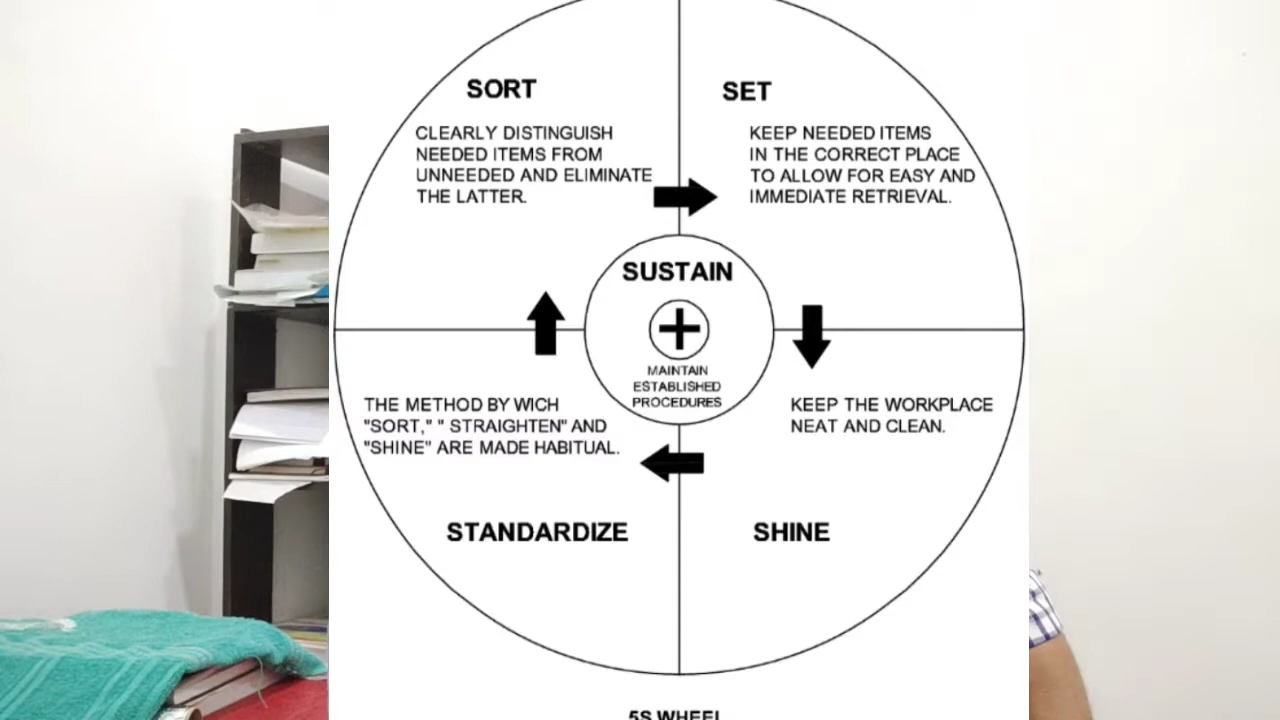 SORT
CLEARLY DISTINGUISH
NEEDED ITEMS FROM
UNNEEDED AND ELIMINATE
THE LATTER.
SET
KEEP NEEDED ITEMS
IN THE CORRECT PLACE
TO ALLOW FOR EASY AND
IMMEDIATE RETRIEVAL.
SUSTAIN
MAINTAIN
ESTABLISHED
PROCEDURES
THE METHOD BY WICH
"SORT," " STRAIGHTEN" AND
"SHINE" ARE MADE HABITUAL.
STANDARDIZE
KEEP THE WORKPLACE
NEAT AND CLEAN.
SHINE
5S WHEEL